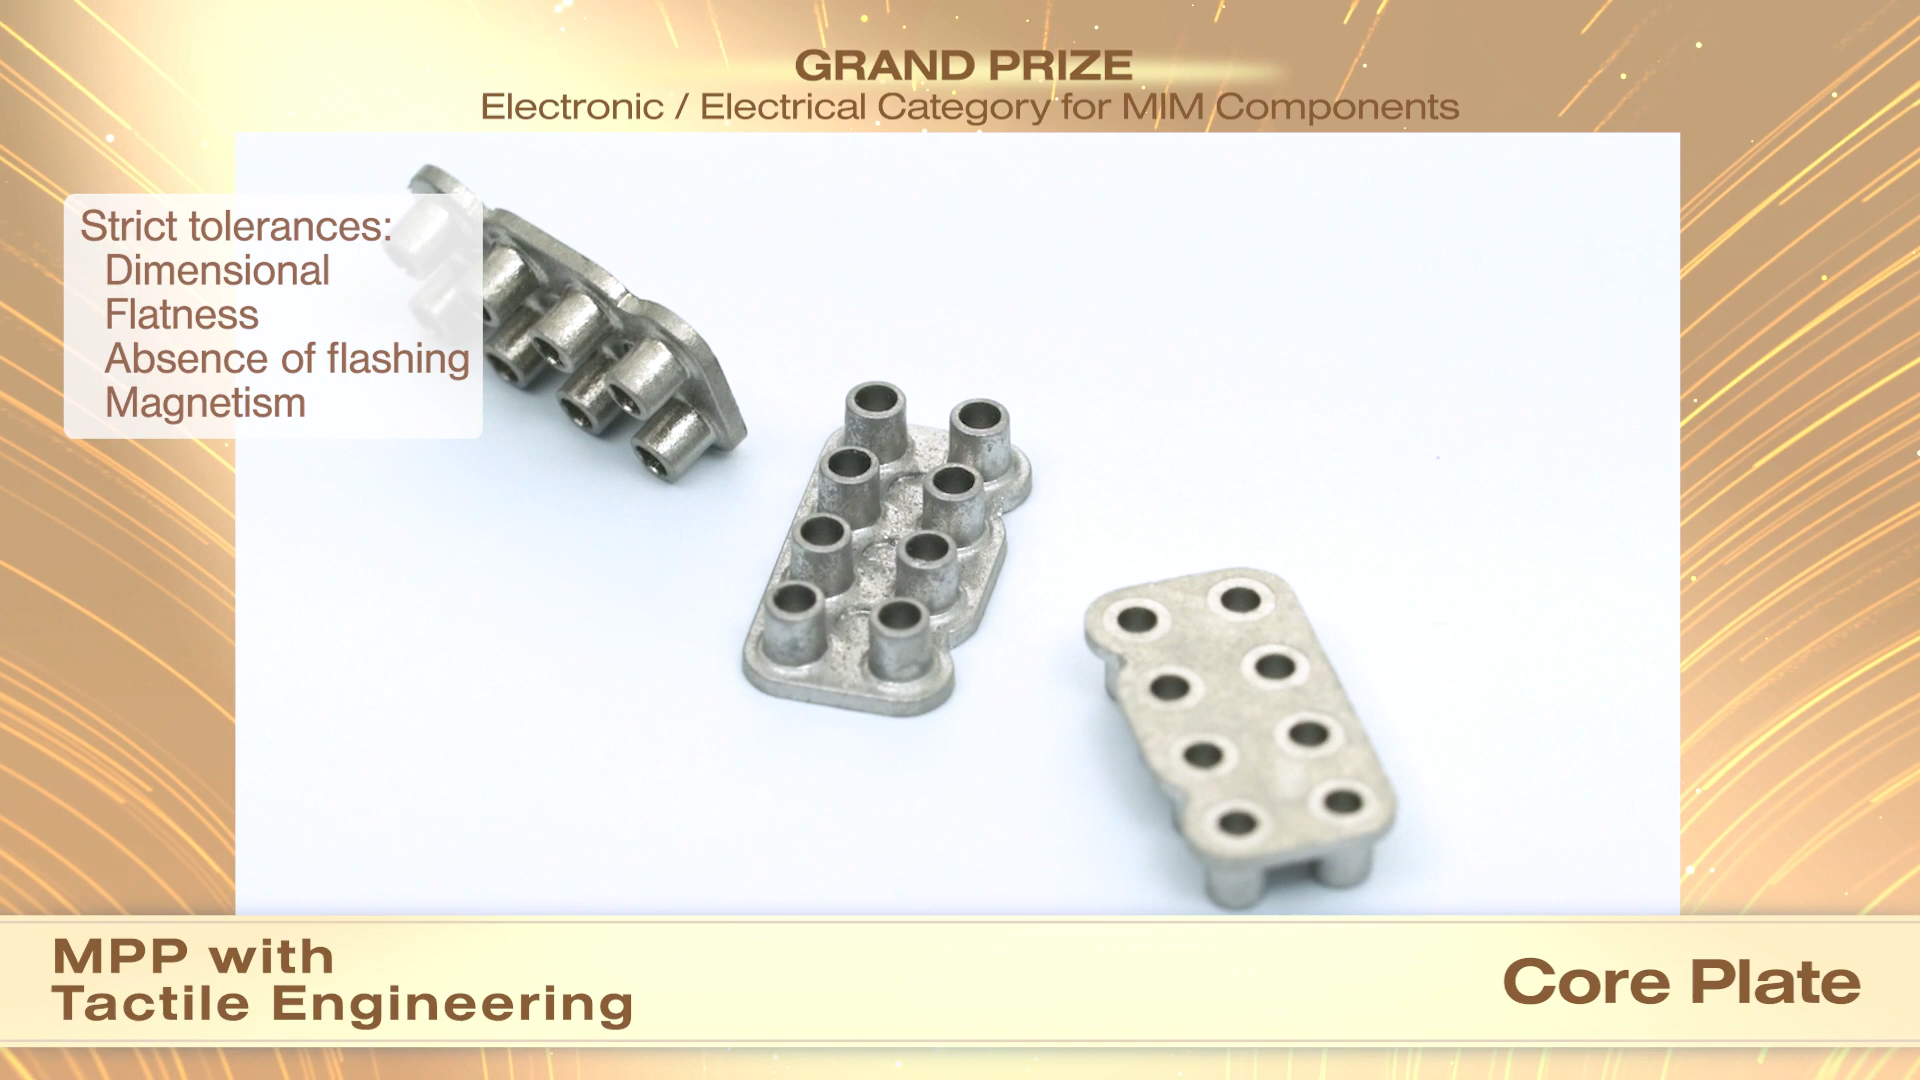 GRAND PRIZE
Electronic / Electrical Category for MIM Components
Strict tolerances:
Dimensional
Flatness
Absence of flashing
Magnetism
MPP with
Tactile Engineering
Core Plate